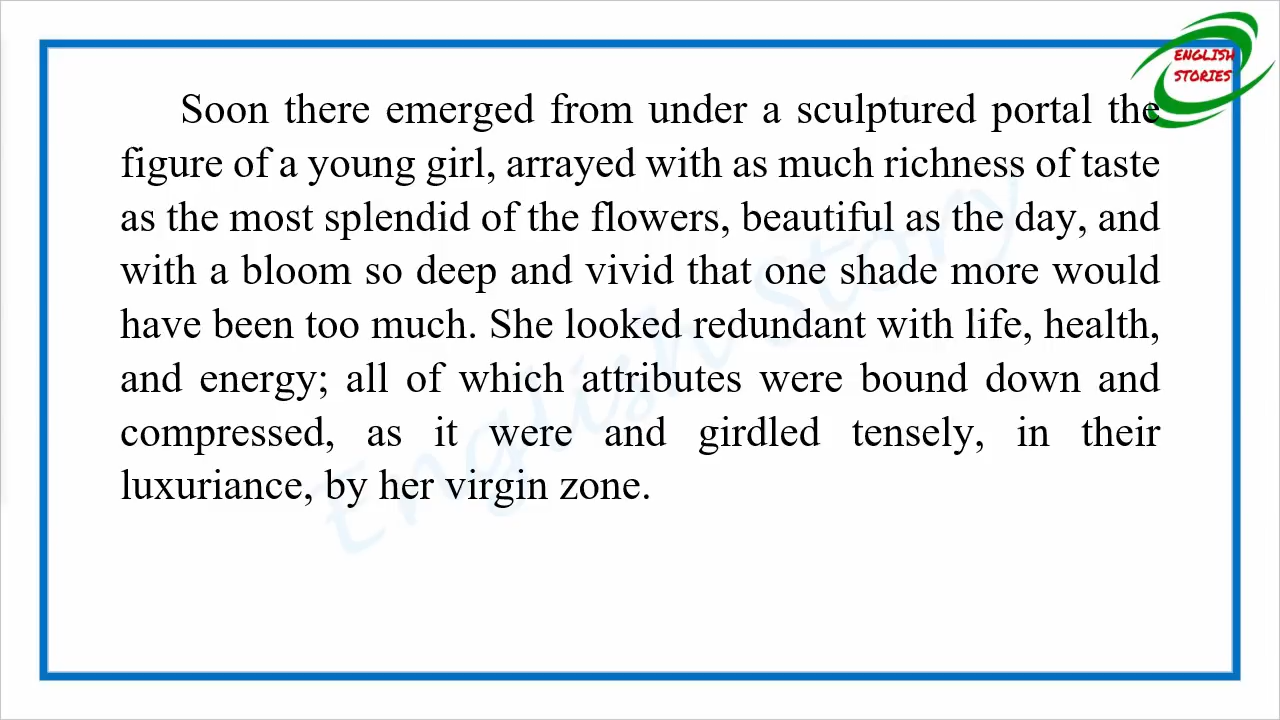 ENGLISH
STORIES
Soon there emerged from under a sculptured portal the
figure of a young girl, arrayed with as much richness of taste
as the most splendid of the flowers, beautiful as the day, and
with a bloom so deep and vivid that one shade more would
have been too much. She looked redundant with life, health,
and energy; all of which attributes were bound down and
compressed, as it were and girdled tensely, in their
luxuriance, by her virgin zone.
English Story